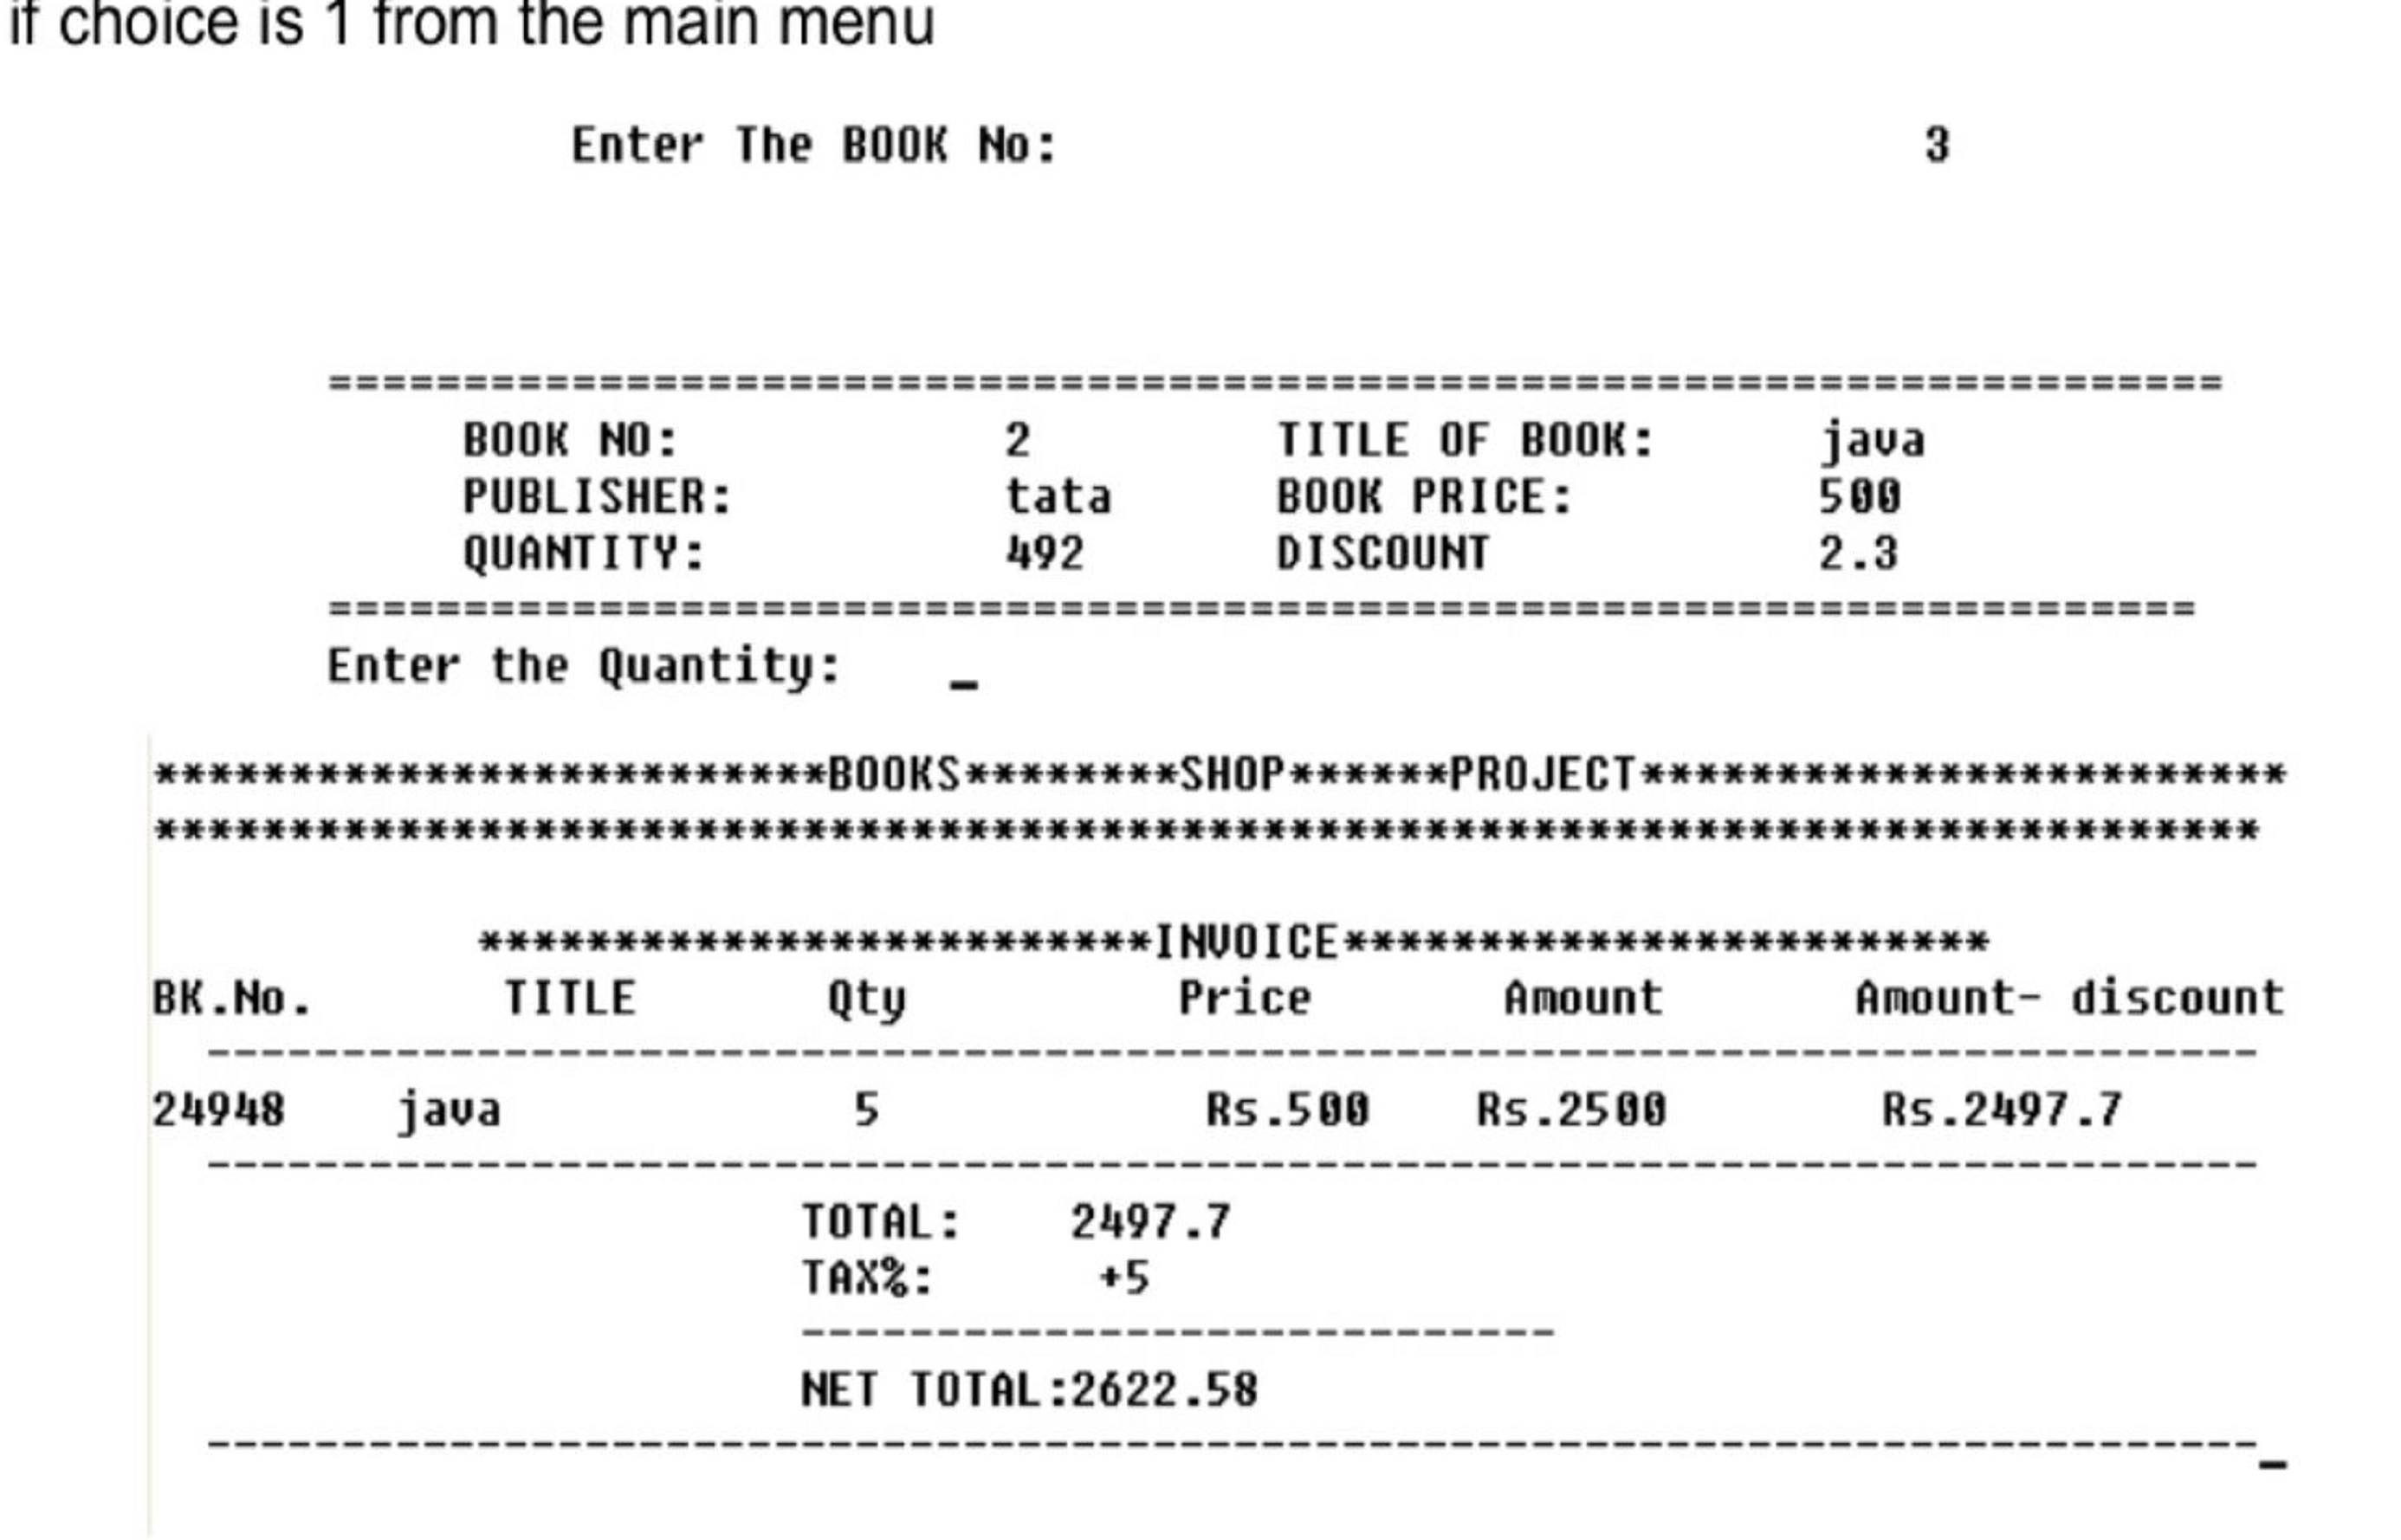 if choice is 1 from the main menu
Enter The BOOK No: 3
======================================================================
BOOK NO: 2 TITLE OF BOOK: java
PUBLISHER: tata BOOK PRICE: 500
QUANTITY: 492 DISCOUNT 2.3
=====================================================================
Enter the Quantity: _
*************************BOOKS********SHOP******PROJECT************************
******************************************************************************
*************************INVOICE************************
BK.No. TITLE Qty Price Amount Amount- discount
----------------------------------------------------------------------------
24948 java 5 Rs.500 Rs.2500 Rs.2497.7
----------------------------------------------------------------------------
TOTAL: 2497.7
TAX%: +5
----------------------------
NET TOTAL:2622.58
----------------------------------------------------------------------------_